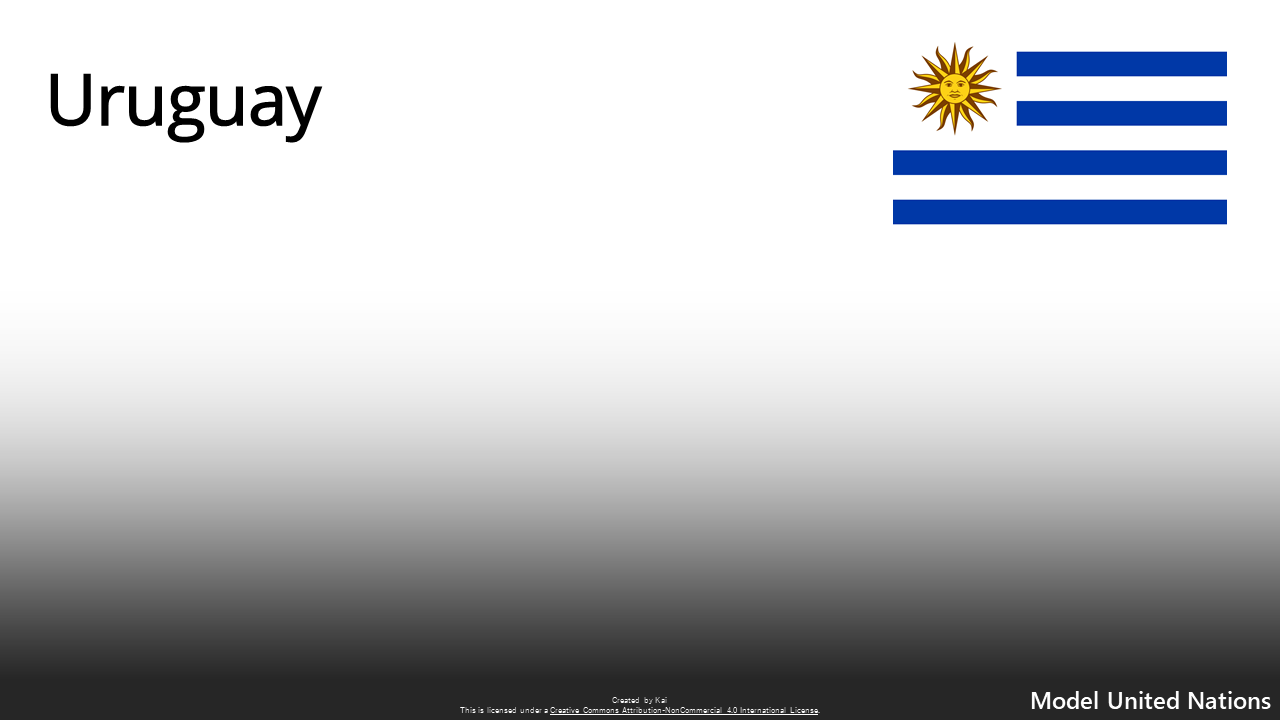 Uruguay
Created by Kai
This is licensed under a Creative Commons Attribution-NonCommercial 4.0 International License.
Model United Nations